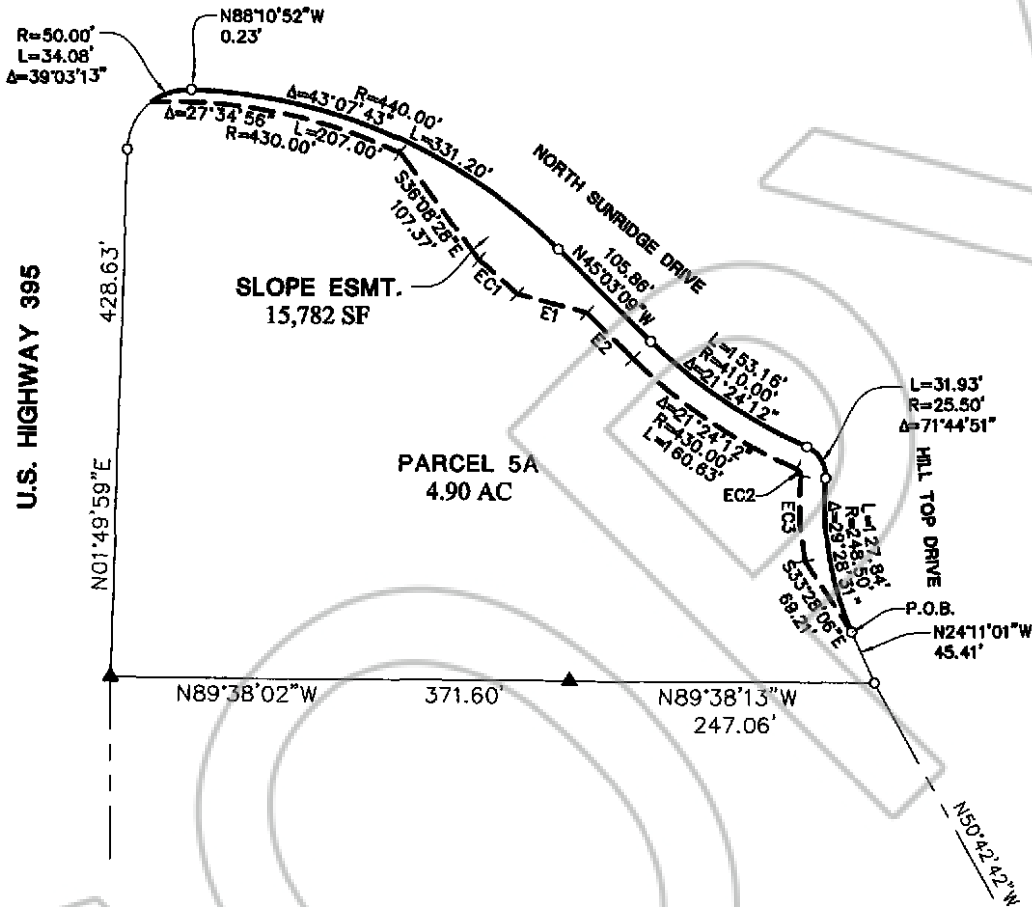 N88°10'52"W
0.23'
R=50.00'
L=34.08'
Δ=39°03'13"
R=440.00'
Δ=43°07'43"
L=331.20'
Δ=27°34'56"
L=207.00'
R=430.00'
NORTH SUNRIDGE DRIVE
S36°08'28"E
107.37'
105.86'
N45°03'09"W
SLOPE ESMT.
15,782 SF
EC1
E1
E2
428.63'
U.S. HIGHWAY 395
N01°49'59"E
L=153.16'
R=410.00'
Δ=21°24'12"
L=31.93'
R=25.50'
Δ=71°44'51"
Δ=21°24'12"
R=430.00'
L=160.63'
PARCEL 5A
4.90 AC
HILL TOP DRIVE
EC2
EC3
L=127.84'
R=248.50'
Δ=29°28'31"
S33°28'06"E
69.21'
P.O.B.
N24°11'01"W
45.41'
N89°38'02"W
371.60'
N89°38'13"W
247.06'
N50°42'42"W